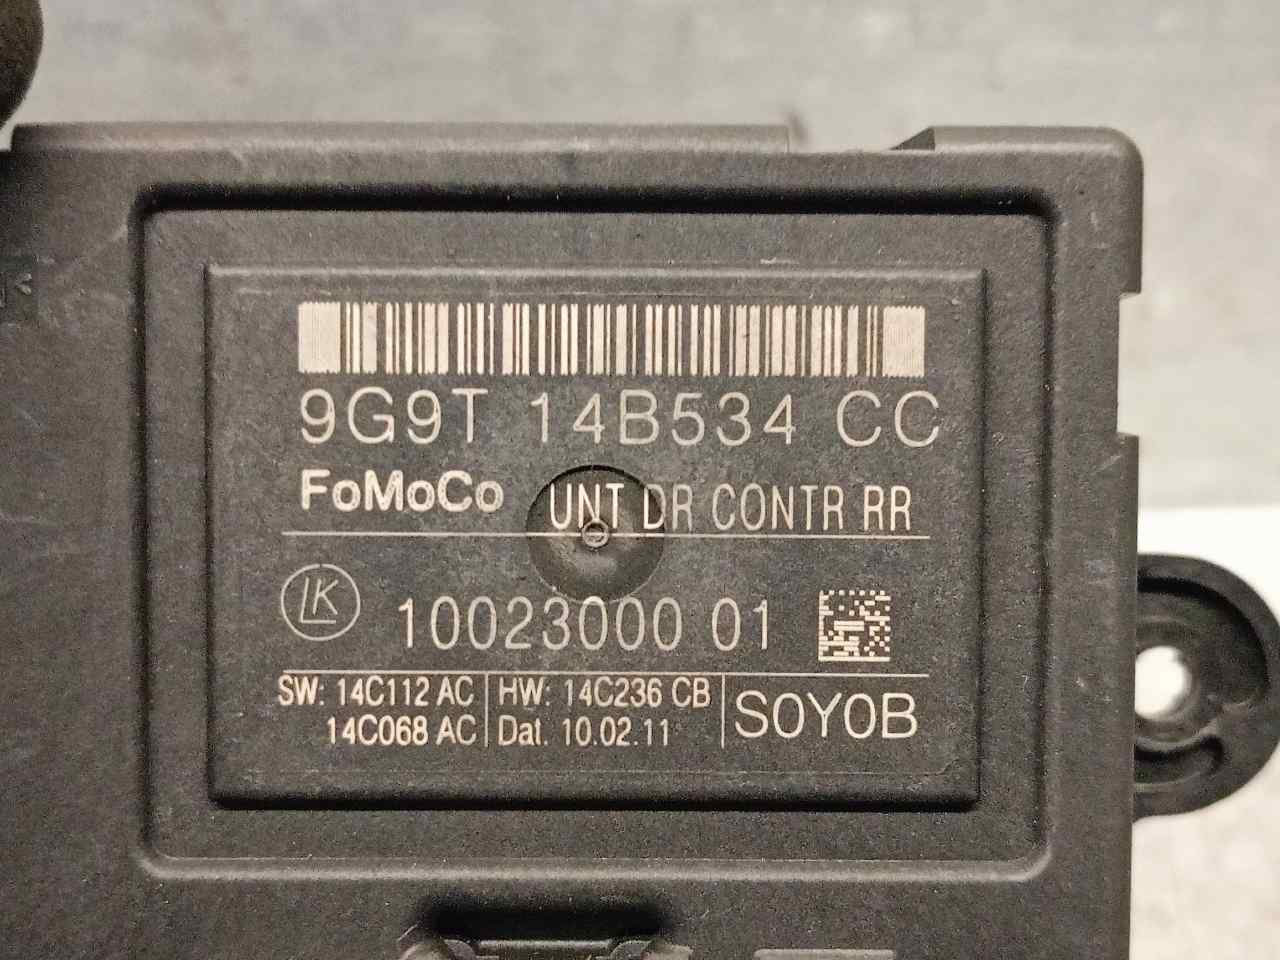 9G9T 14B534 CC
FoMoCo UNT DR CONTR RR
LK 10023000 01
SW: 14C112 AC HW: 14C236 CB S0Y0B
14C068 AC Dat. 10.02.11